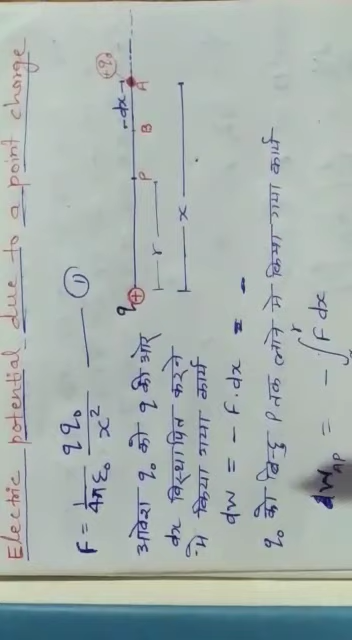 Electric potential due to a point charge
F = 1/4πε₀ qq₀/x² —— ①
आवेश q₀ को q की ओर
dx विस्थापित करने
में किया गया कार्य
dw = - F. dx = -
q₀ को बिन्दु P तक लाने में किया गया कार्य
= - ∫ʳ F dx
q
+
P
B
A
+q₀
dx
r
x